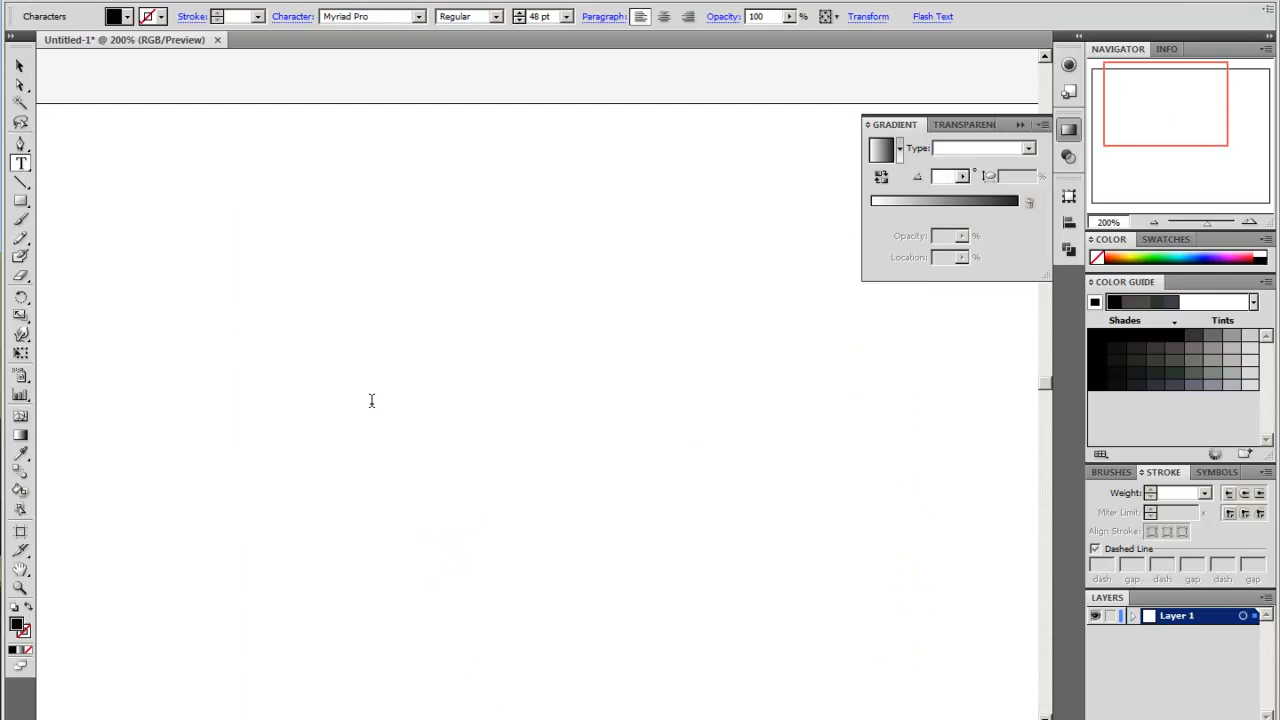 Characters Stroke: Character: Myriad Pro Regular 48 pt Paragraph: Opacity: 100 % Transform Flash Text
Untitled-1* @ 200% (RGB/Preview)
NAVIGATOR INFO
GRADIENT TRANSPAREN
Type:
° %
Opacity: %
Location: %
200%
COLOR SWATCHES
COLOR GUIDE
Shades Tints
BRUSHES STROKE SYMBOLS
Weight:
Miter Limit: x
Align Stroke:
Dashed Line
dash gap dash gap dash gap
LAYERS
Layer 1